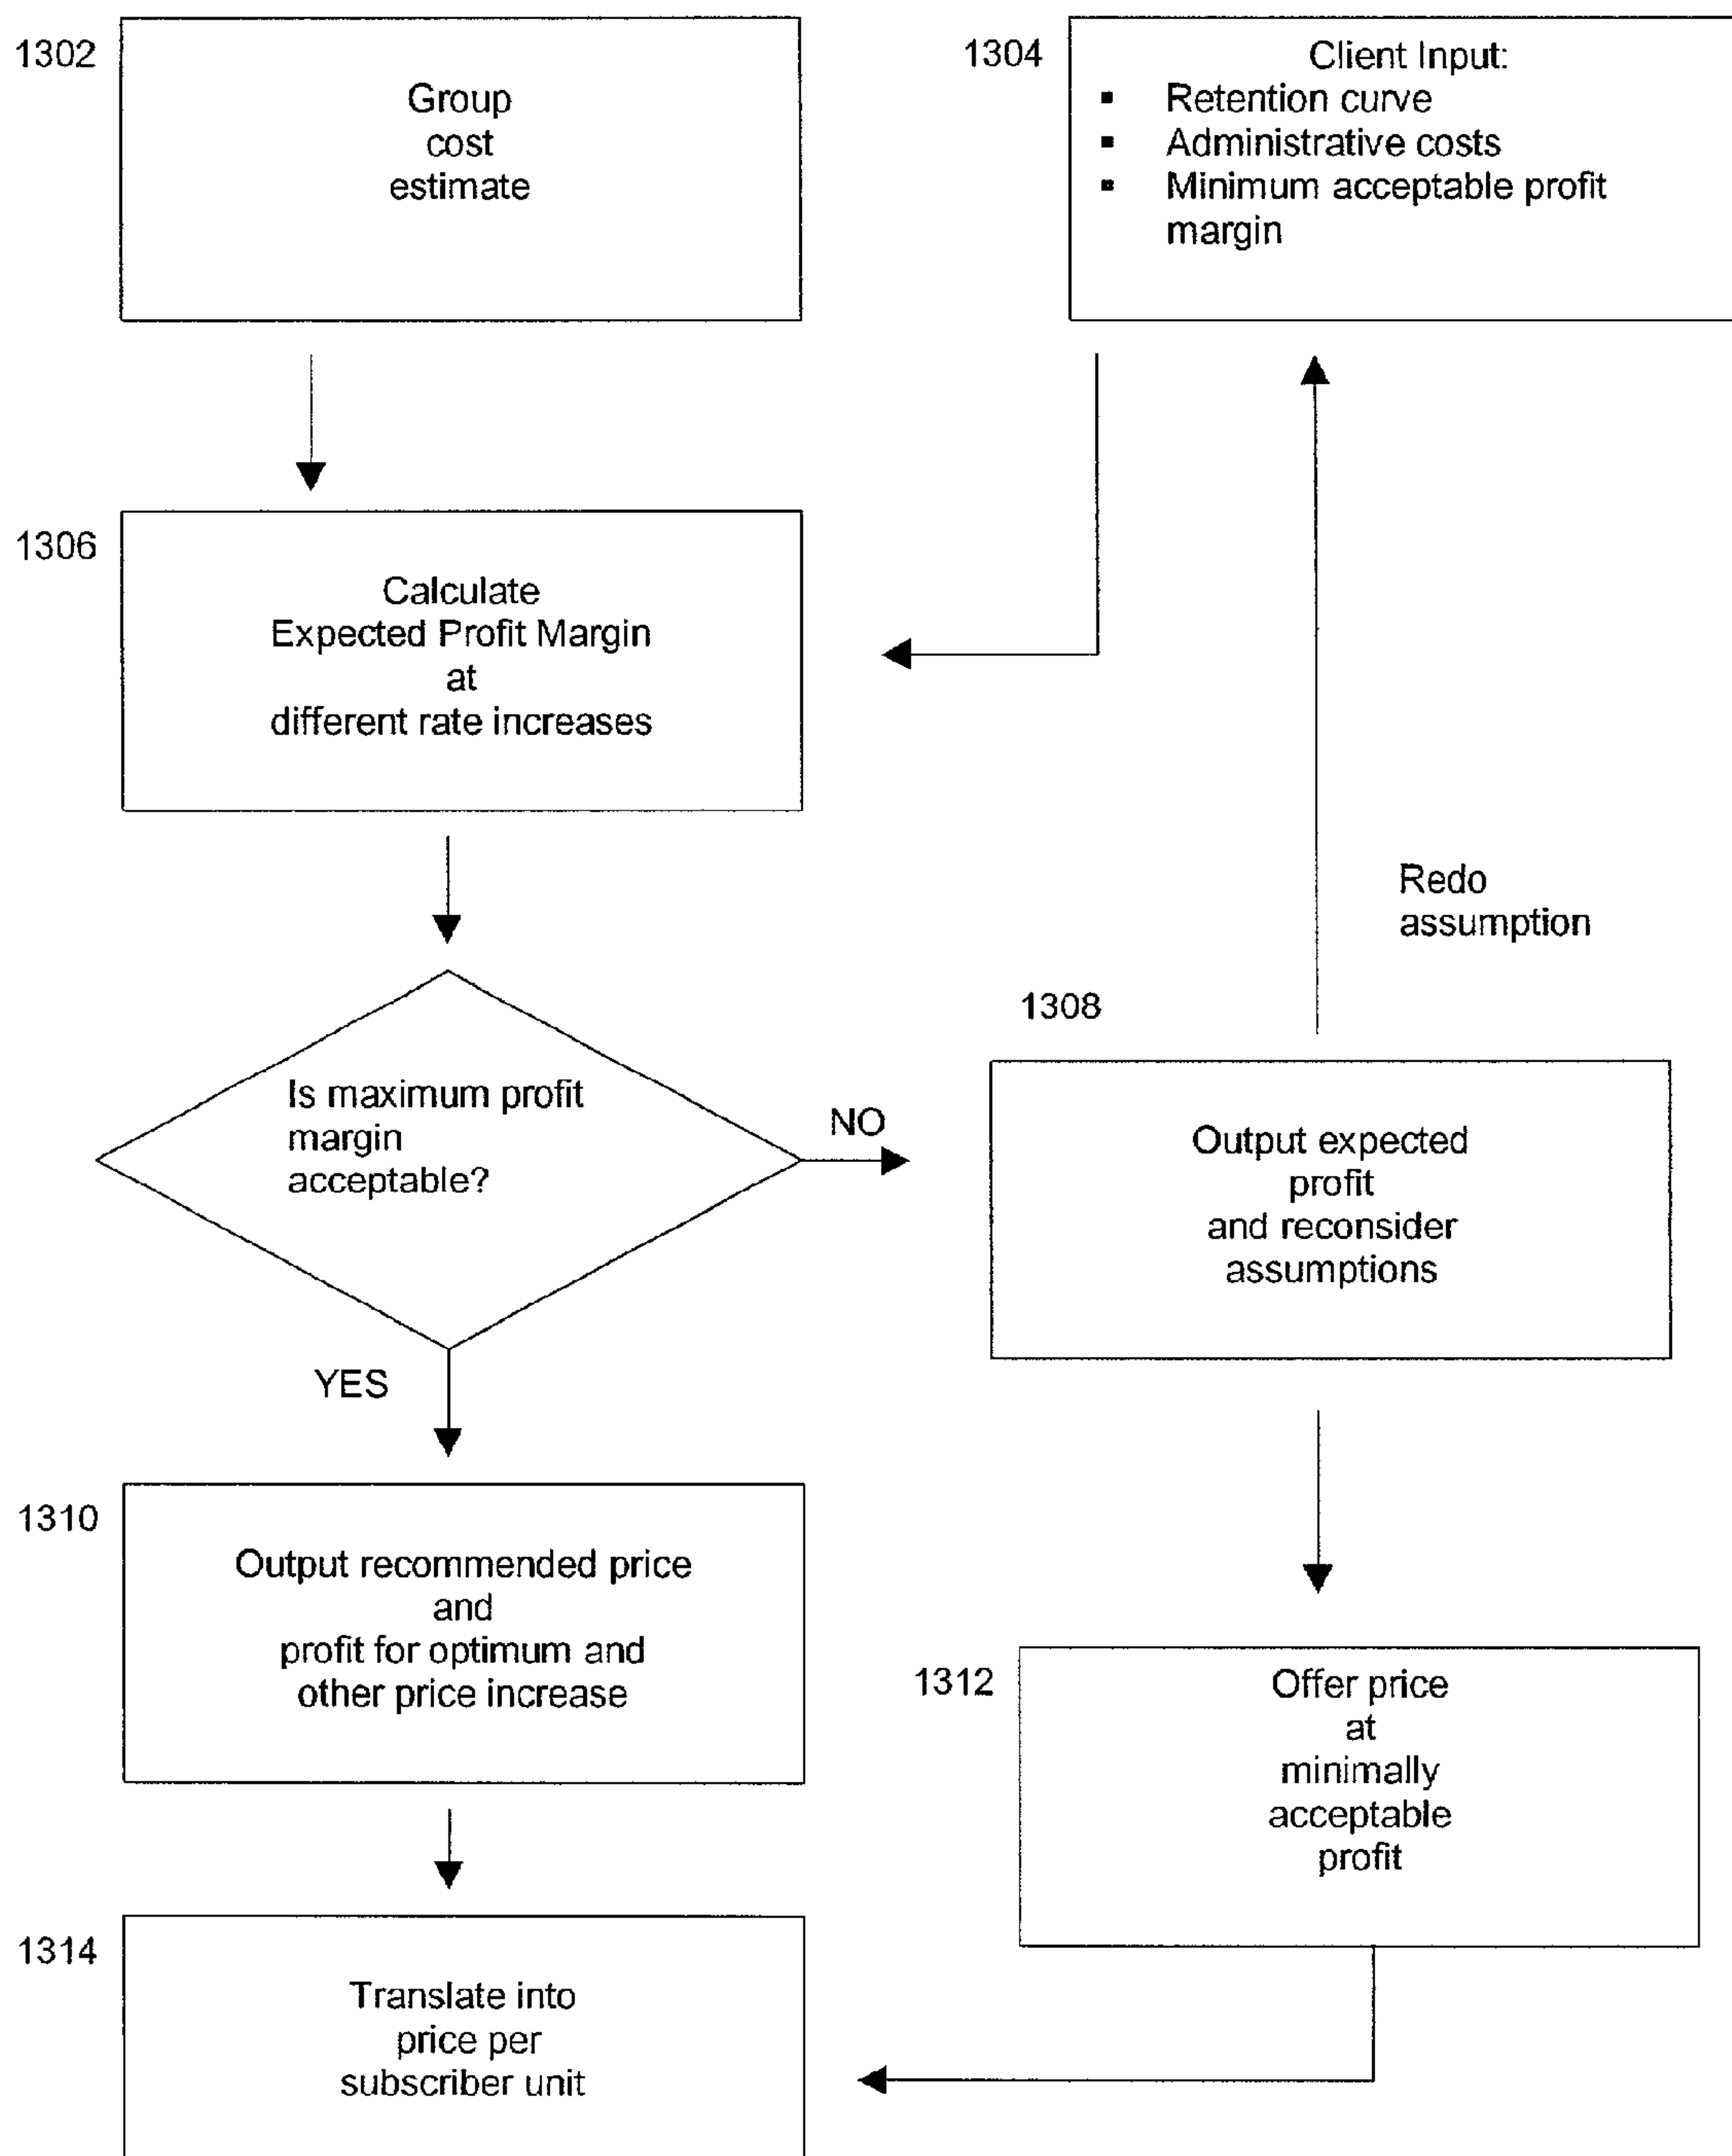 1302
Group
cost
estimate
1304
Client Input:
▪ Retention curve
▪ Administrative costs
▪ Minimum acceptable profit
margin
1306
Calculate
Expected Profit Margin
at
different rate increases
Redo
assumption
Is maximum profit
margin
acceptable?
NO
1308
Output expected
profit
and reconsider
assumptions
YES
1310
Output recommended price
and
profit for optimum and
other price increase
1312
Offer price
at
minimally
acceptable
profit
1314
Translate into
price per
subscriber unit